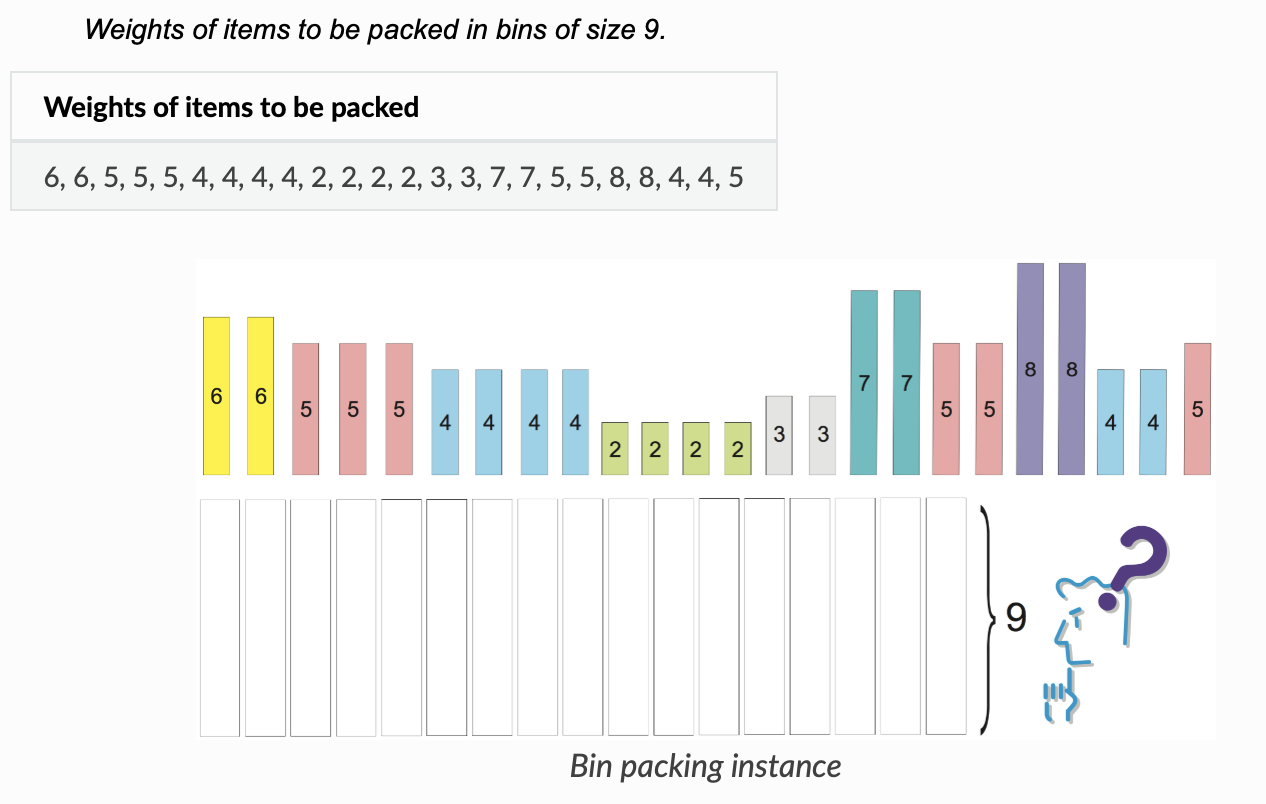 Weights of items to be packed in bins of size 9.
Weights of items to be packed
6, 6, 5, 5, 5, 4, 4, 4, 4, 2, 2, 2, 2, 3, 3, 7, 7, 5, 5, 8, 8, 4, 4, 5
6 6 5 5 5 4 4 4 4 2 2 2 2 3 3 7 7 5 5 8 8 4 4 5
9 ?
Bin packing instance